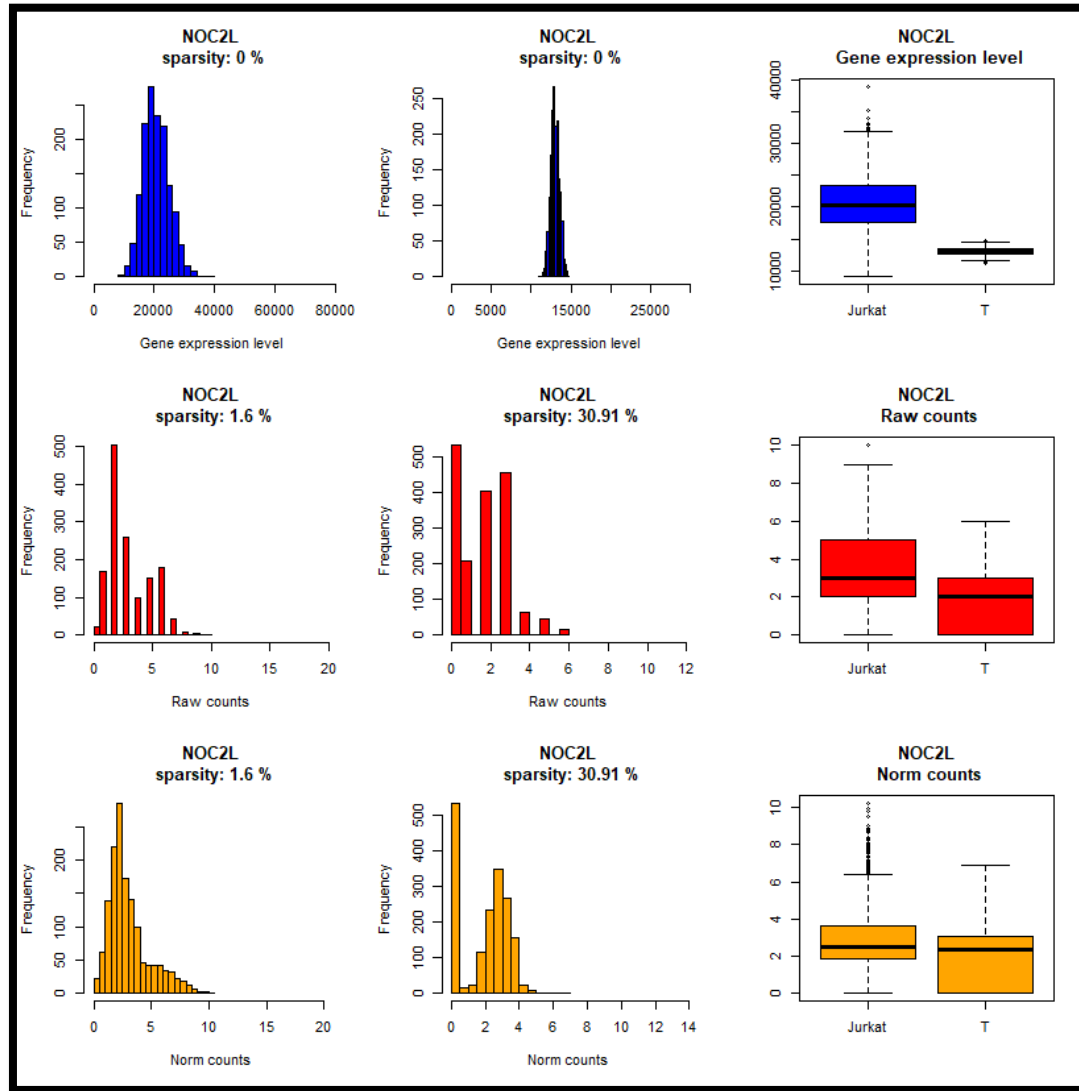 NOC2L
sparsity: 0 %
Frequency
0 50 100 200
0 20000 40000 60000 80000
Gene expression level
NOC2L
sparsity: 0 %
Frequency
0 50 100 150 200 250
0 5000 15000 25000
Gene expression level
NOC2L
Gene expression level
10000 20000 30000 40000
Jurkat T
NOC2L
sparsity: 1.6 %
Frequency
0 100 200 300 400 500
0 5 10 15 20
Raw counts
NOC2L
sparsity: 30.91 %
Frequency
0 100 200 300 400 500
0 2 4 6 8 10 12
Raw counts
NOC2L
Raw counts
0 2 4 6 8 10
Jurkat T
NOC2L
sparsity: 1.6 %
Frequency
0 50 100 200
0 5 10 15 20
Norm counts
NOC2L
sparsity: 30.91 %
Frequency
0 100 200 300 400 500
0 2 4 6 8 10 12 14
Norm counts
NOC2L
Norm counts
0 2 4 6 8 10
Jurkat T